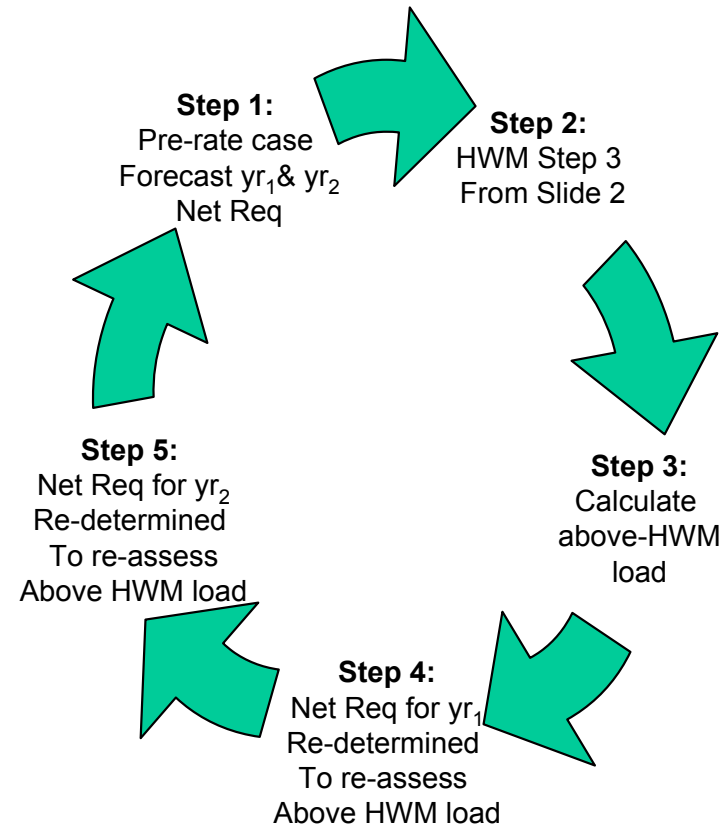 Step 1:
Pre-rate case
Forecast yr₁& yr₂
Net Req
Step 2:
HWM Step 3
From Slide 2
Step 3:
Calculate
above-HWM
load
Step 4:
Net Req for yr₁
Re-determined
To re-assess
Above HWM load
Step 5:
Net Req for yr₂
Re-determined
To re-assess
Above HWM load